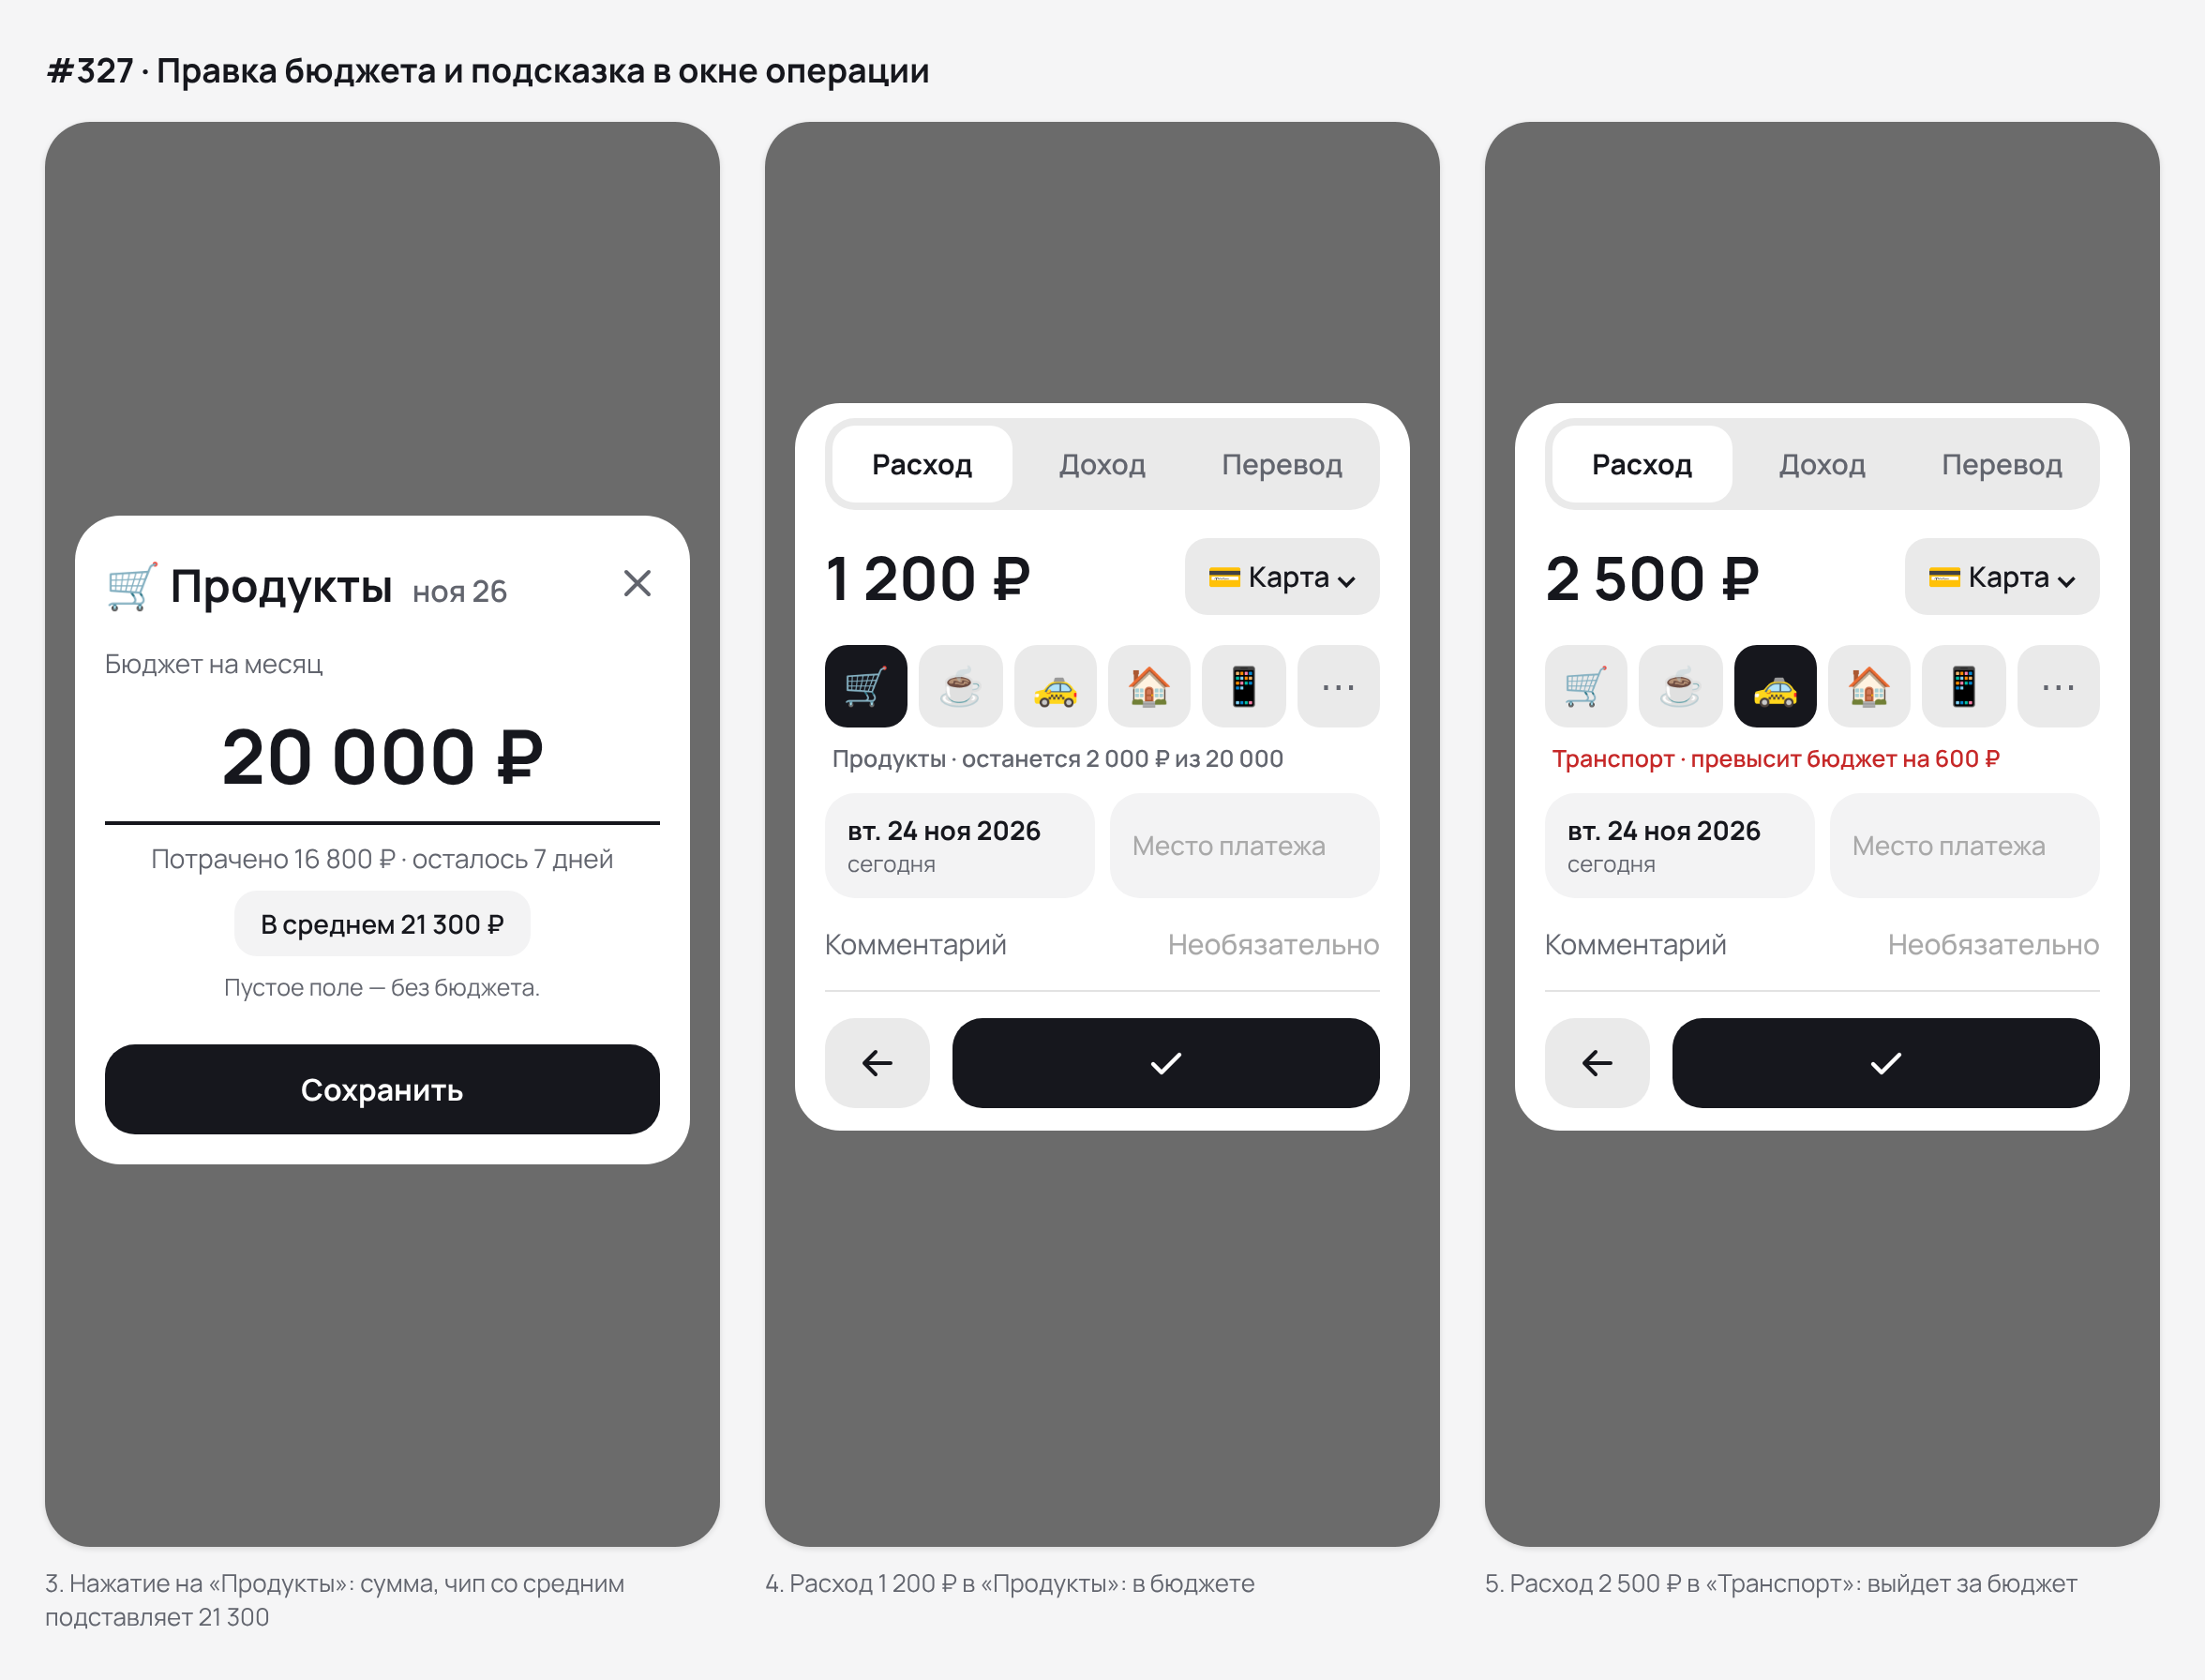 #327 · Правка бюджета и подсказка в окне операции
Продукты ноя 26
Бюджет на месяц
20 000 ₽
Потрачено 16 800 ₽ · осталось 7 дней
В среднем 21 300 ₽
Пустое поле — без бюджета.
Сохранить
3. Нажатие на «Продукты»: сумма, чип со средним
подставляет 21 300
Расход Доход Перевод
1 200 ₽ Карта
Продукты · останется 2 000 ₽ из 20 000
вт. 24 ноя 2026
сегодня
Место платежа
Комментарий Необязательно
4. Расход 1 200 ₽ в «Продукты»: в бюджете
Расход Доход Перевод
2 500 ₽ Карта
Транспорт · превысит бюджет на 600 ₽
вт. 24 ноя 2026
сегодня
Место платежа
Комментарий Необязательно
5. Расход 2 500 ₽ в «Транспорт»: выйдет за бюджет